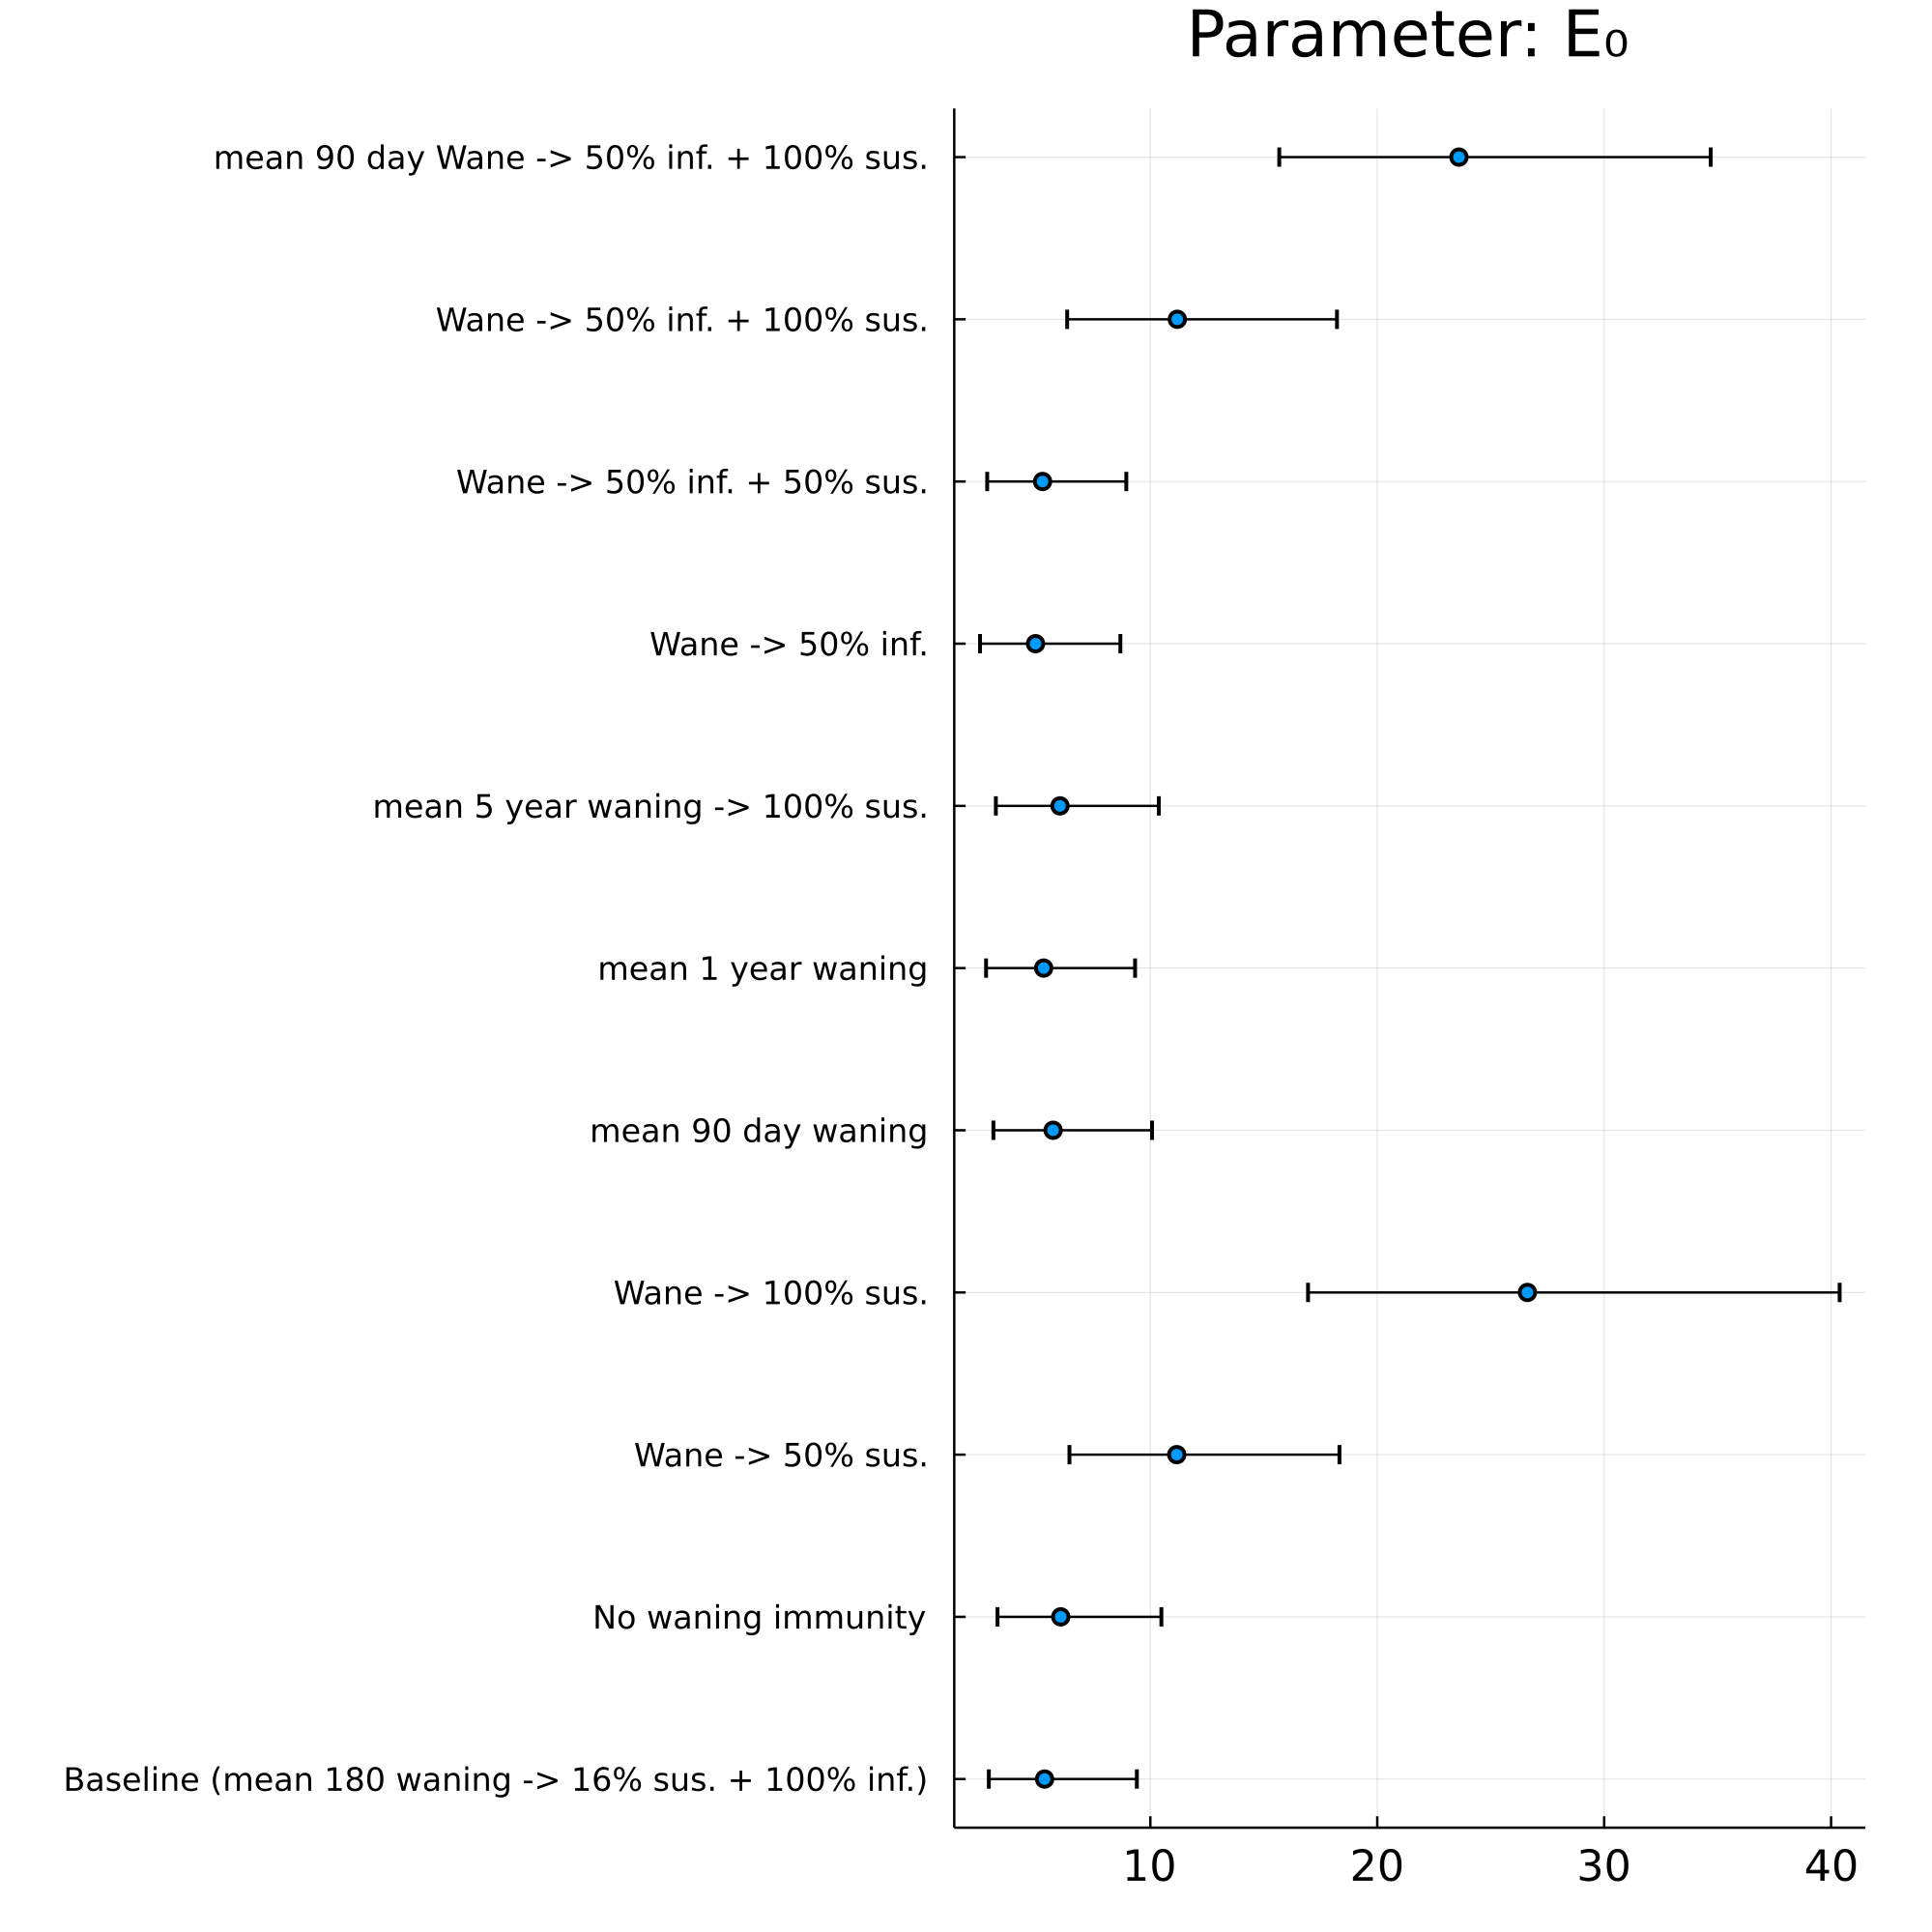 Parameter: E₀
mean 90 day Wane -> 50% inf. + 100% sus.
Wane -> 50% inf. + 100% sus.
Wane -> 50% inf. + 50% sus.
Wane -> 50% inf.
mean 5 year waning -> 100% sus.
mean 1 year waning
mean 90 day waning
Wane -> 100% sus.
Wane -> 50% sus.
No waning immunity
Baseline (mean 180 waning -> 16% sus. + 100% inf.)
10 20 30 40